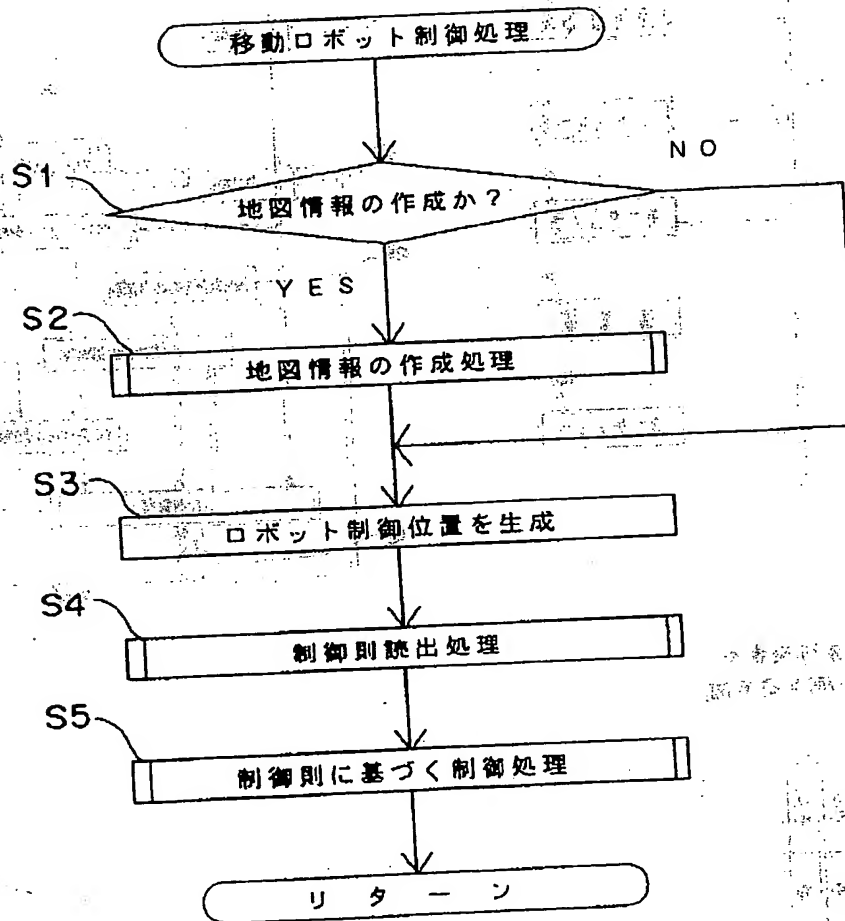 移動ロボット制御処理
NO
S1
地図情報の作成か?
YES
S2
地図情報の作成処理
S3
ロボット制御位置を生成
S4
制御則読出処理
S5
制御則に基づく制御処理
リターン